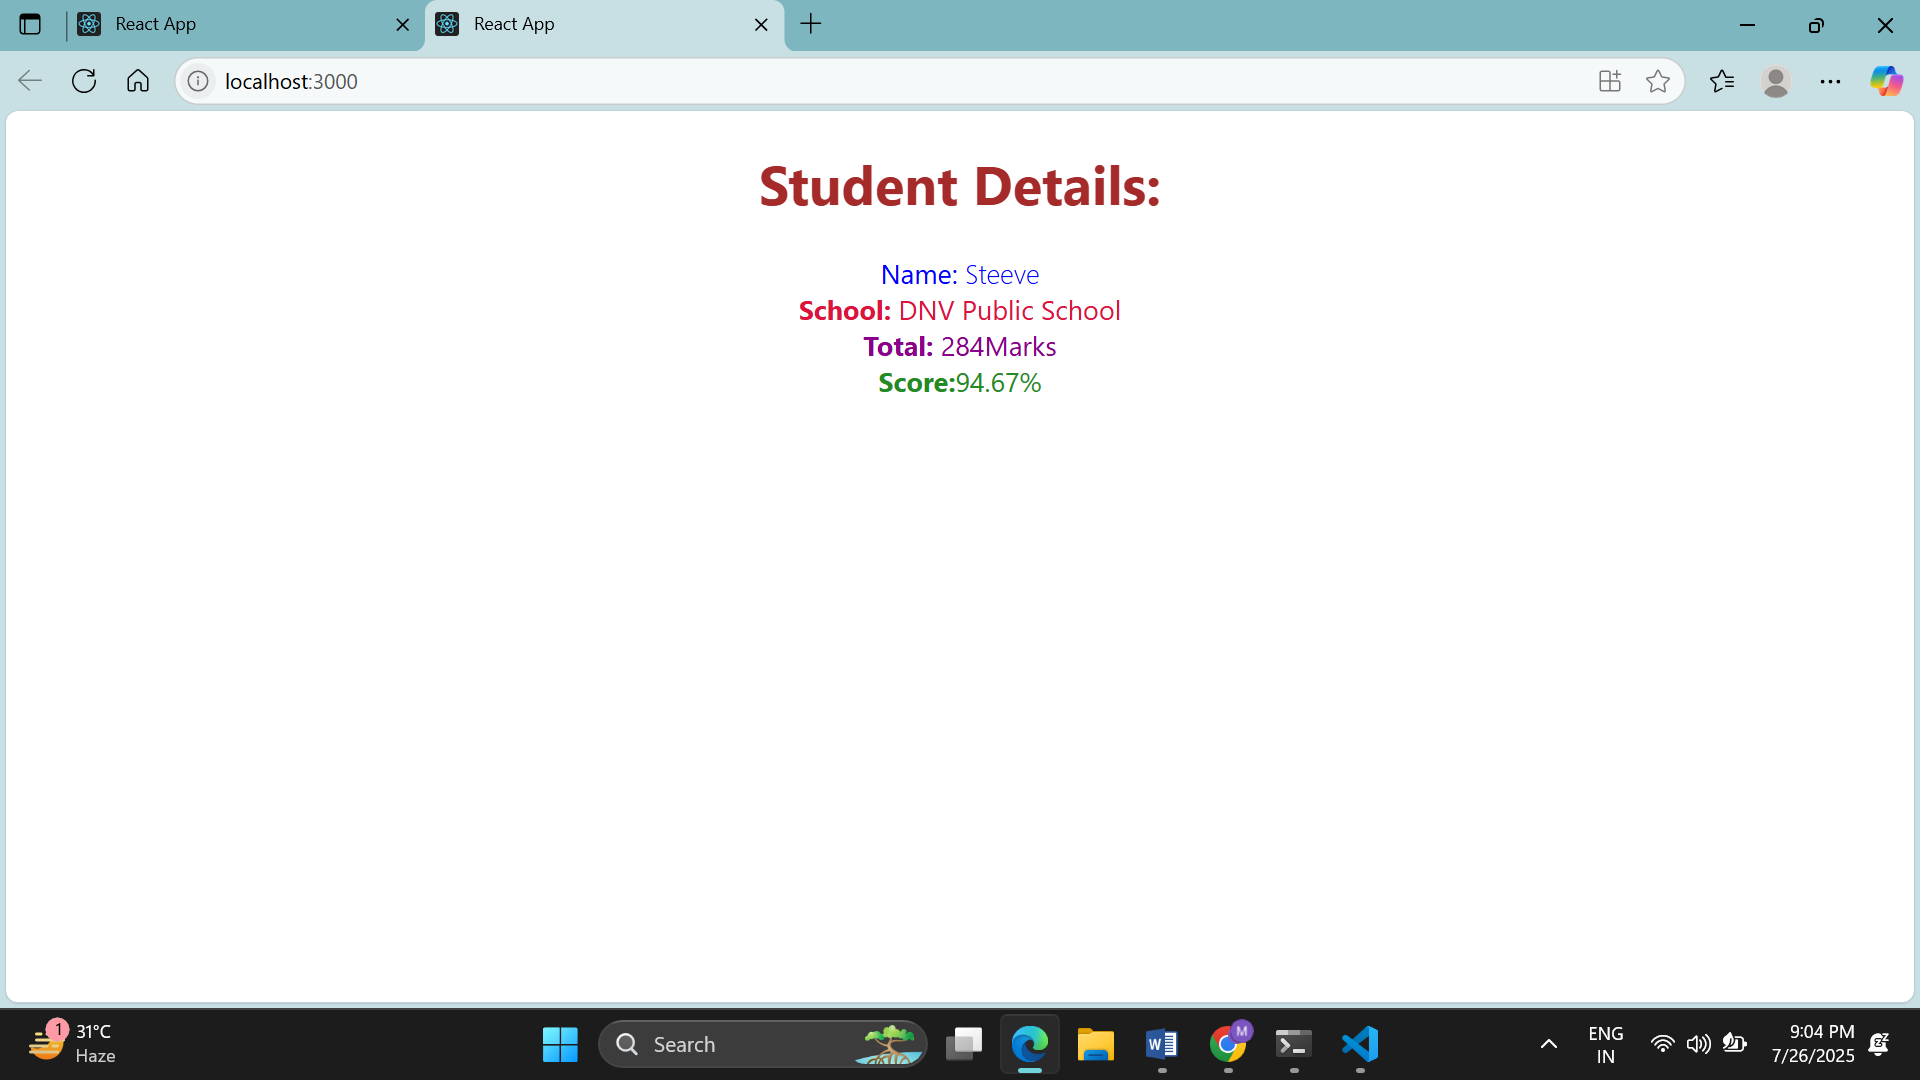 React App
React App
localhost:3000
Student Details:
Name: Steeve
School: DNV Public School
Total: 284Marks
Score:94.67%
1
31°C
Haze
Search
W
M
ENG
IN
9:04 PM
7/26/2025